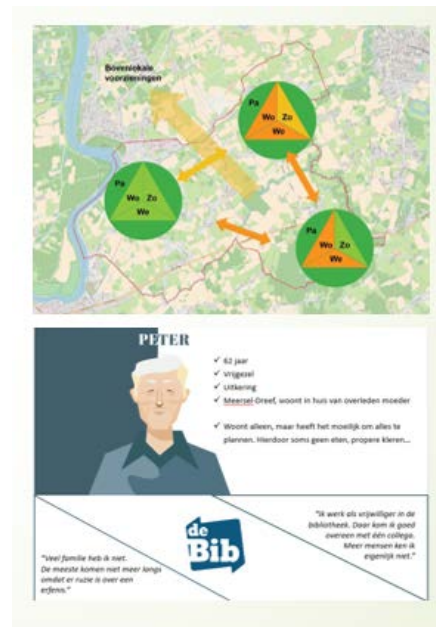 Bovenlokale
voorzieningen
Pa
Wo Zo
We
Pa
Wo Zo
We
Pa
Wo Zo
We
PETER
✓ 62 jaar
✓ Vrijgezel
✓ Uitkering
✓ Meersel-Dreef, woont in huis van overleden moeder
✓ Woont alleen, maar heeft het moeilijk om alles te
plannen. Hierdoor soms geen eten, propere kleren...
"Ik werk als vrijwilliger in de
bibliotheek. Daar kom ik goed
overeen met één collega.
Meer mensen ken ik
eigenlijk niet."
de
Bib
"Veel familie heb ik niet.
De meeste komen niet meer langs
omdat er ruzie is over een
erfenis."